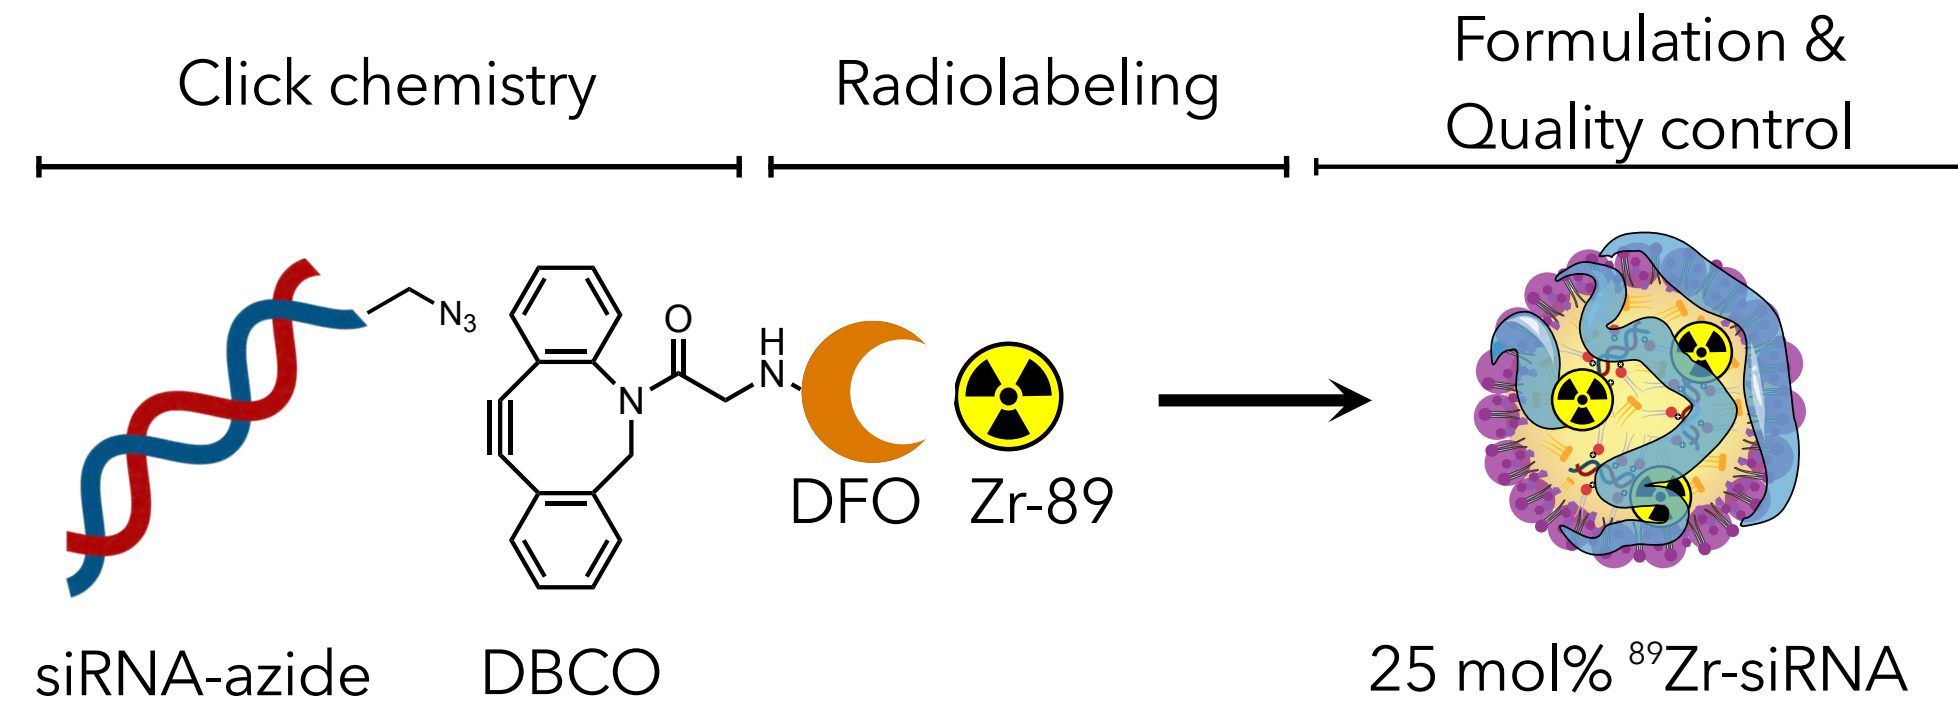 Click chemistry
Radiolabeling
Formulation &
Quality control
N₃
O
H
N
N
DFO
Zr-89
siRNA-azide
DBCO
25 mol% ⁸⁹Zr-siRNA